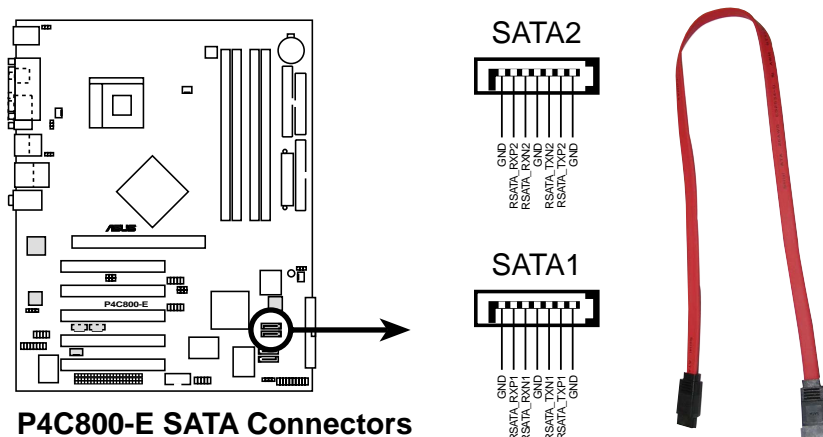 SATA2
GND
RSATA_RXP2
RSATA_RXN2
GND
RSATA_TXN2
RSATA_TXP2
GND
/ISUS
P4C800-E
SATA1
GND
RSATA_RXP1
RSATA_RXN1
GND
RSATA_TXN1
RSATA_TXP1
GND
P4C800-E SATA Connectors